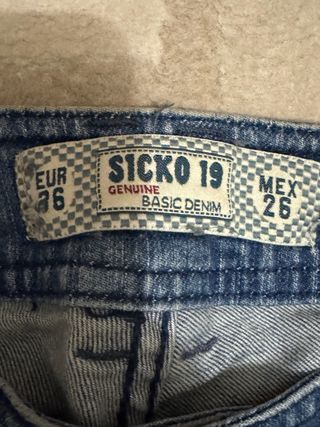 EUR
36
SICKO 19
GENUINE
BASIC DENIM
MEX
26